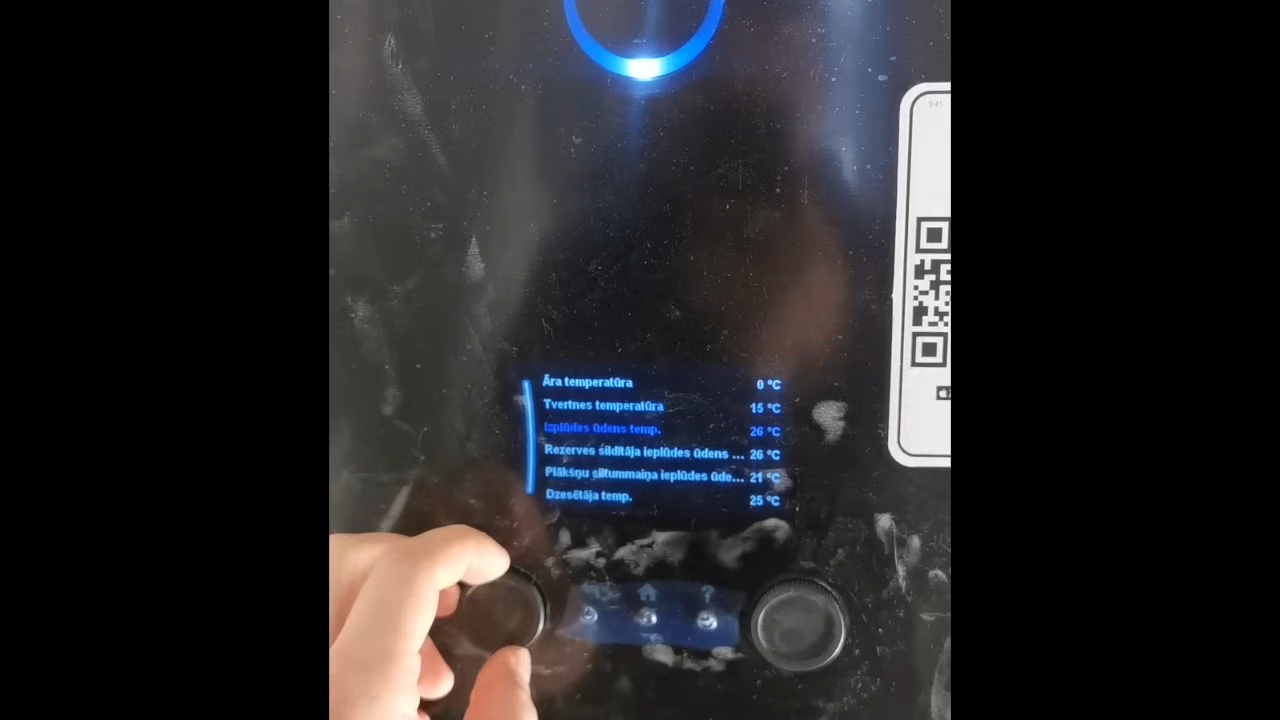 Āra temperatūra 0 °C
Tvertnes temperatūra 15 °C
Izplūdes ūdens temp. 26 °C
Rezerves sildītāja ieplūdes ūdens ... 26 °C
Plākšņu siltummaiņa ieplūdes ūde... 21 °C
Dzesētāja temp. 25 °C
?